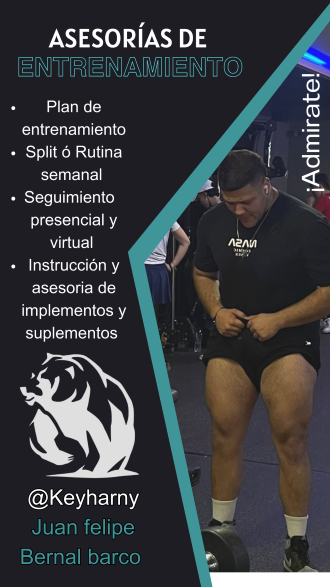 ASESORÍAS DE
ENTRENAMIENTO
¡Admirate!
• Plan de
entrenamiento
• Split ó Rutina
semanal
• Seguimiento
presencial y
virtual
• Instrucción y
asesoria de
implementos y
suplementos
@Keyharny
Juan felipe
Bernal barco